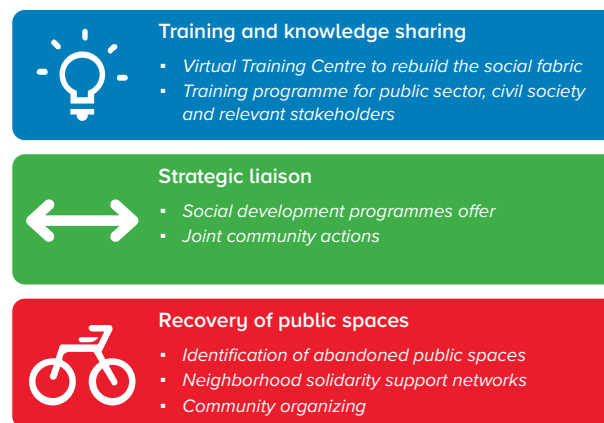 Training and knowledge sharing
▪ Virtual Training Centre to rebuild the social fabric
▪ Training programme for public sector, civil society
and relevant stakeholders
Strategic liaison
▪ Social development programmes offer
▪ Joint community actions
Recovery of public spaces
▪ Identification of abandoned public spaces
▪ Neighborhood solidarity support networks
▪ Community organizing